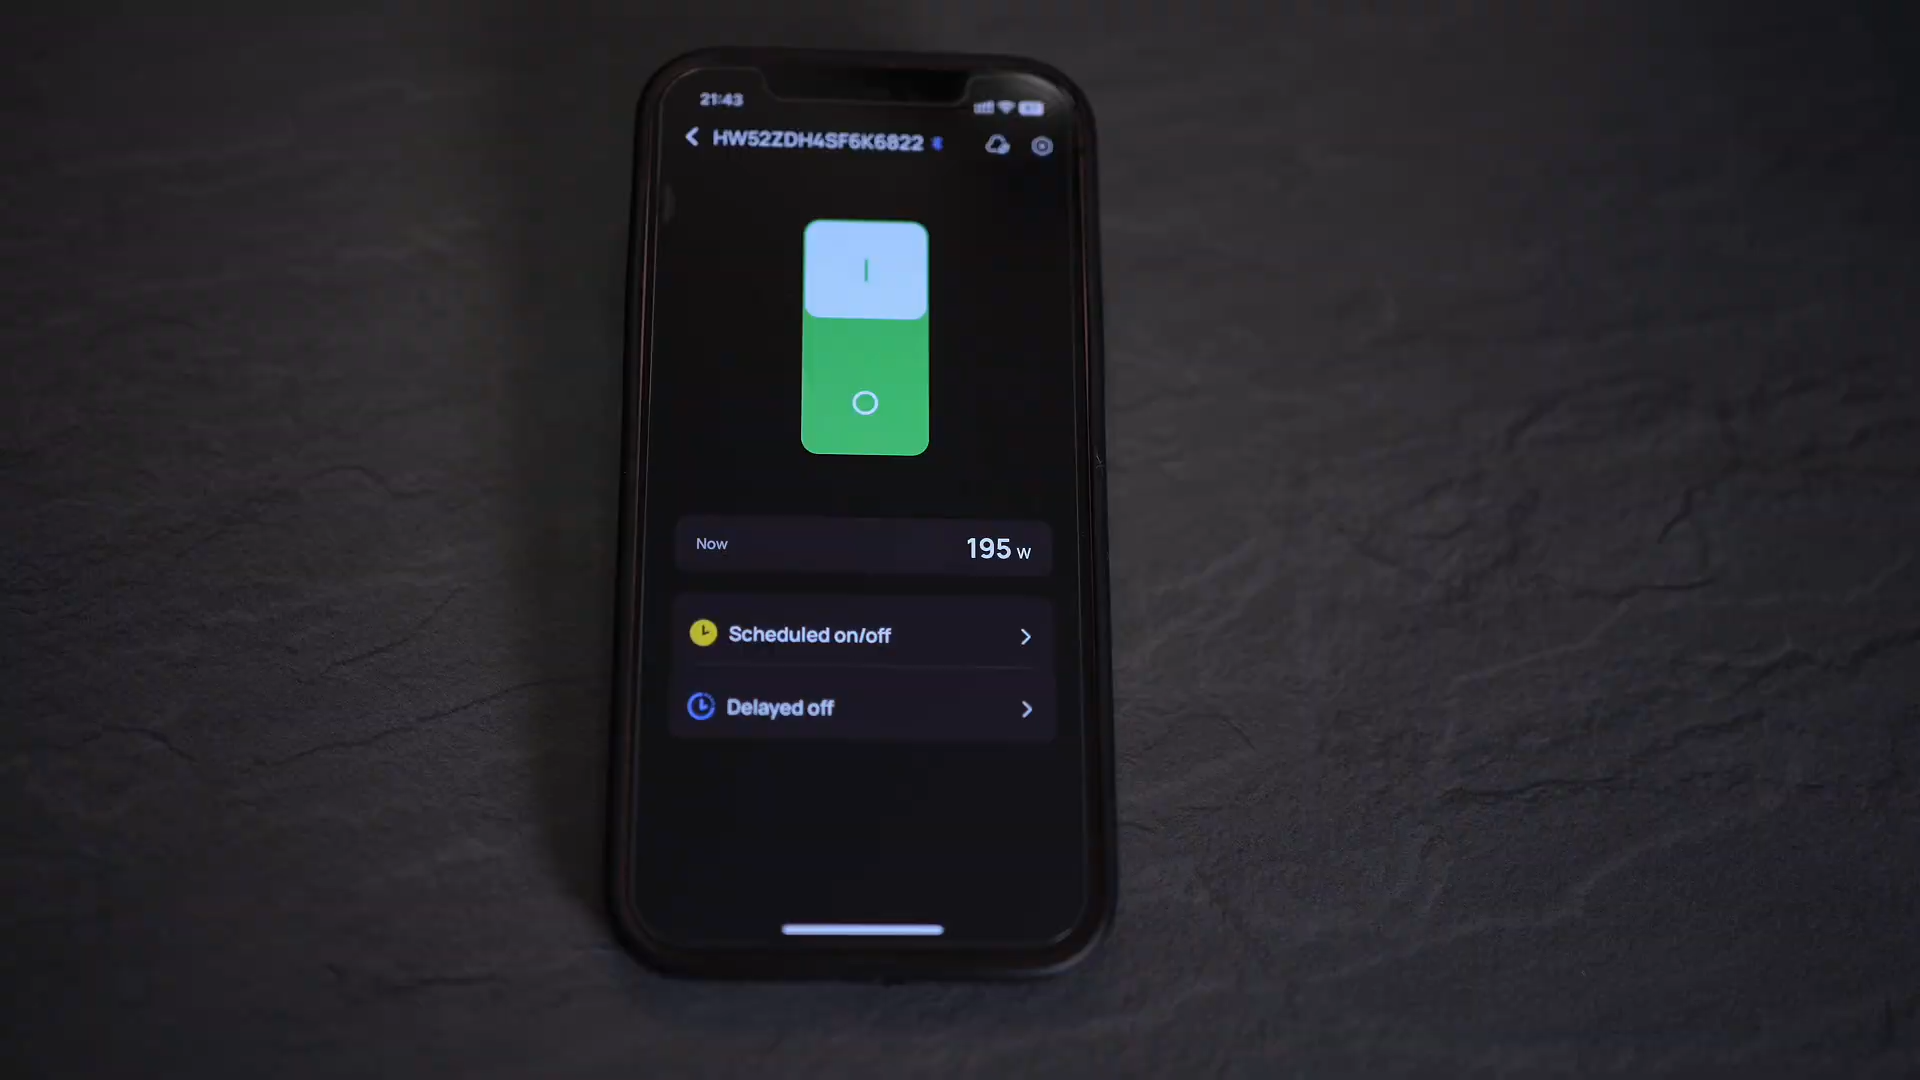 21:43
HW52ZDH4SF6K6822
Now
195 w
Scheduled on/off
Delayed off